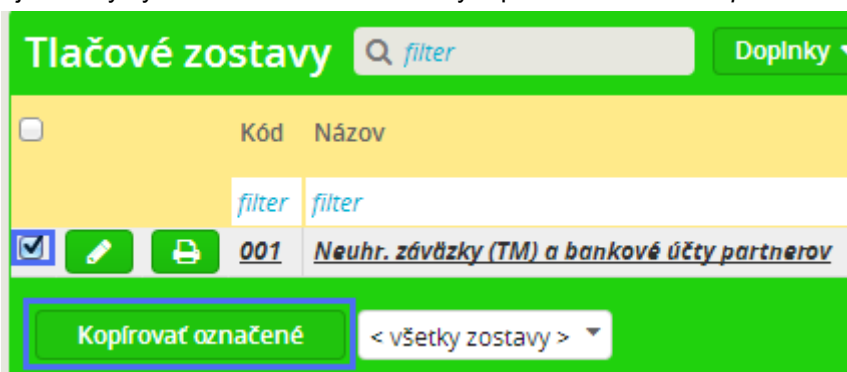 Tlačové zostavy filter Doplnky
Kód Názov
filter filter
001 Neuhr. záväzky (TM) a bankové účty partnerov
Kopírovať označené < všetky zostavy >